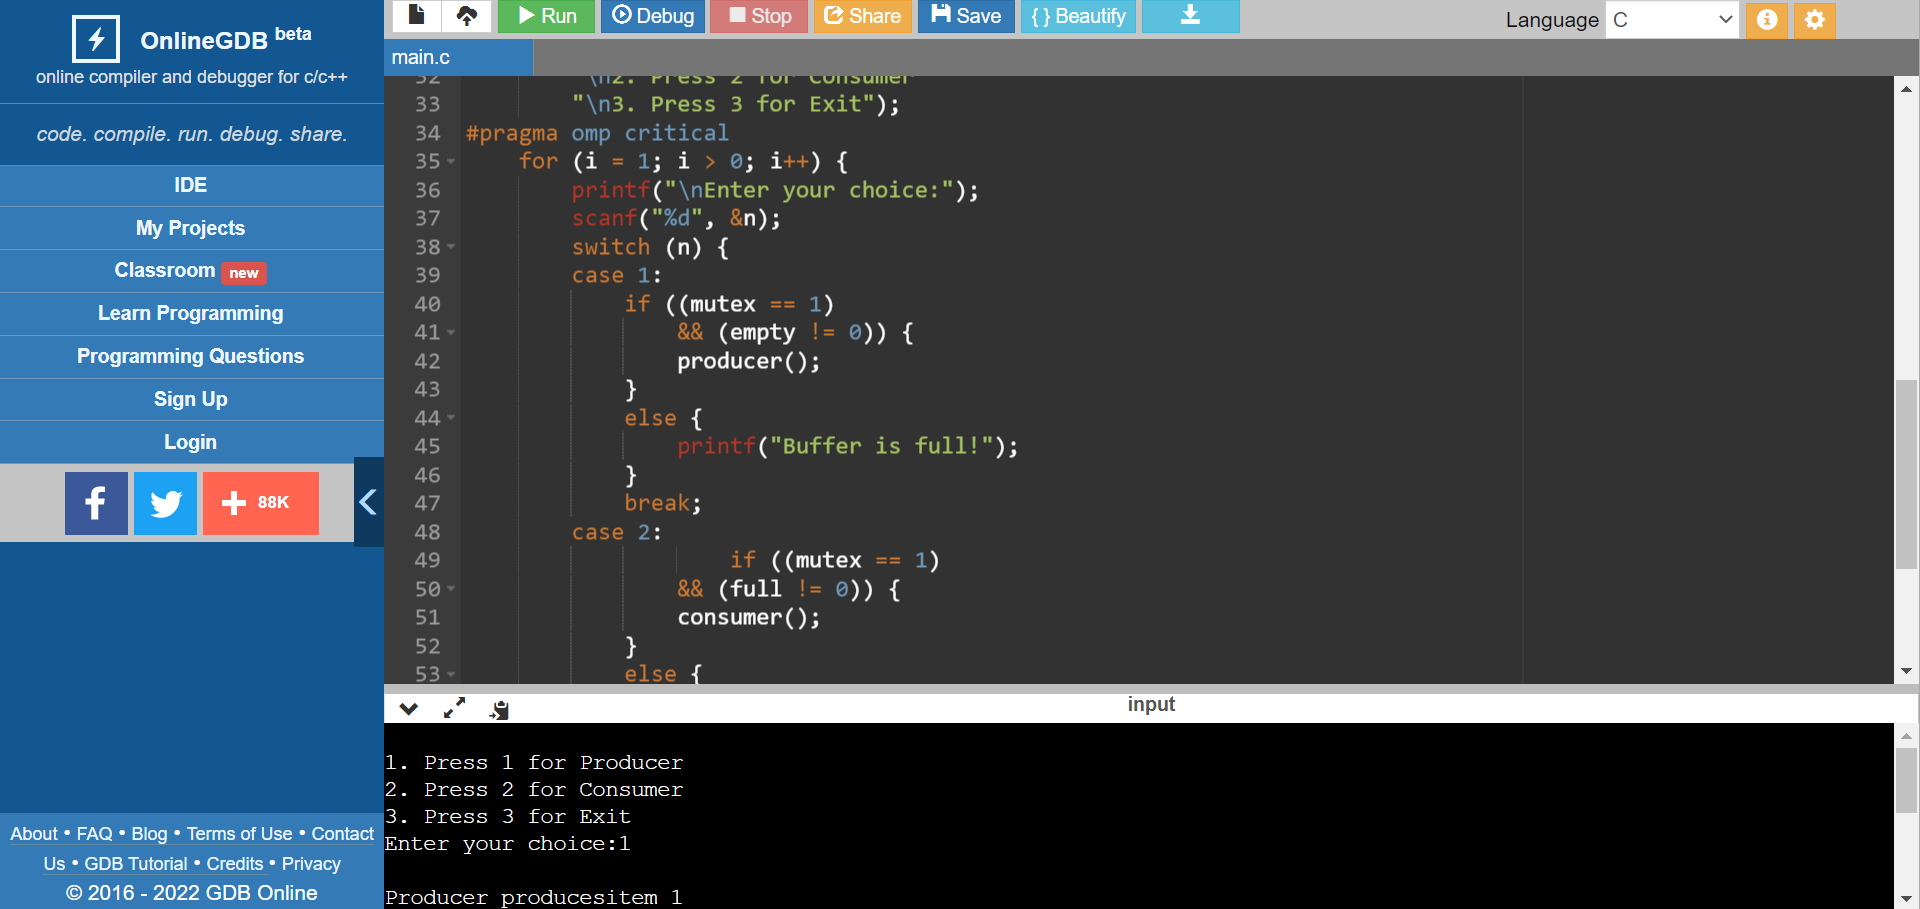 OnlineGDB beta
online compiler and debugger for c/c++
code. compile. run. debug. share.
IDE
My Projects
Classroom new
Learn Programming
Programming Questions
Sign Up
Login
f
88K
About • FAQ • Blog • Terms of Use • Contact
Us • GDB Tutorial • Credits • Privacy
© 2016 - 2022 GDB Online
Run Debug Stop Share Save { } Beautify
Language C
main.c
32 "\n2. Press 2 for Consumer"
33 "\n3. Press 3 for Exit");
34 #pragma omp critical
35 for (i = 1; i > 0; i++) {
36 printf("\nEnter your choice:");
37 scanf("%d", &n);
38 switch (n) {
39 case 1:
40 if ((mutex == 1)
41 && (empty != 0)) {
42 producer();
43 }
44 else {
45 printf("Buffer is full!");
46 }
47 break;
48 case 2:
49 if ((mutex == 1)
50 && (full != 0)) {
51 consumer();
52 }
53 else {
input
1. Press 1 for Producer
2. Press 2 for Consumer
3. Press 3 for Exit
Enter your choice:1
Producer producesitem 1